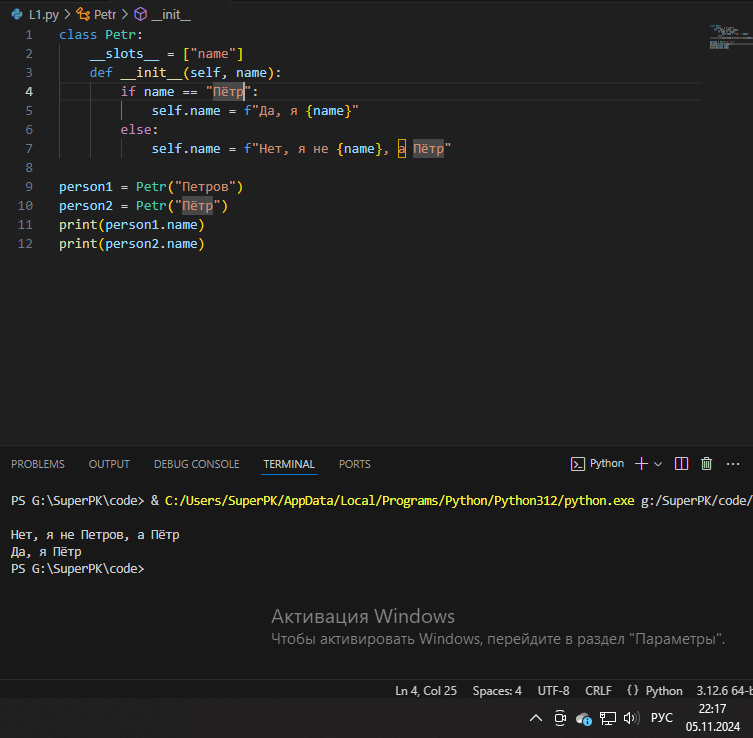 L1.py > Petr > __init__
1 class Petr:
2 __slots__ = ["name"]
3 def __init__(self, name):
4 if name == "Пётр":
5 self.name = f"Да, я {name}"
6 else:
7 self.name = f"Нет, я не {name}, а Пётр"
8
9 person1 = Petr("Петров")
10 person2 = Petr("Пётр")
11 print(person1.name)
12 print(person2.name)
PROBLEMS OUTPUT DEBUG CONSOLE TERMINAL PORTS Python
PS G:\SuperPK\code> & C:/Users/SuperPK/AppData/Local/Programs/Python/Python312/python.exe g:/SuperPK/code/
Нет, я не Петров, а Пётр
Да, я Пётр
PS G:\SuperPK\code>
Активация Windows
Чтобы активировать Windows, перейдите в раздел "Параметры".
Ln 4, Col 25 Spaces: 4 UTF-8 CRLF {} Python 3.12.6 64-b
РУС 22:17
05.11.2024